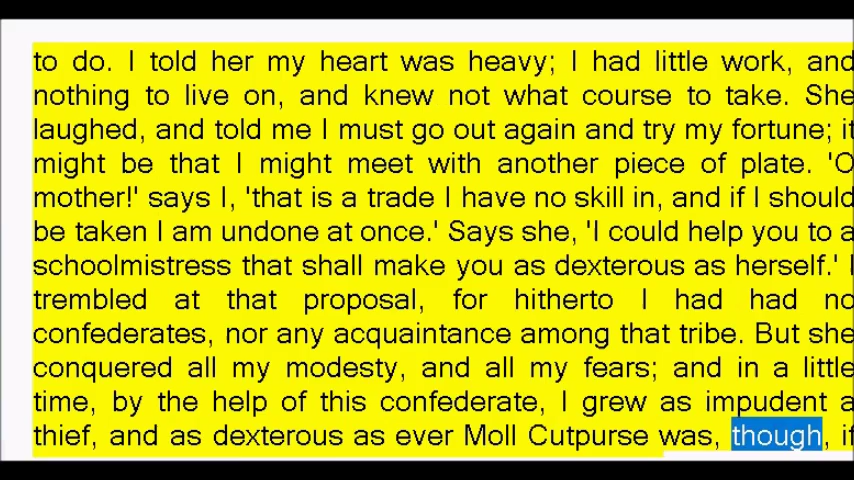 to do. I told her my heart was heavy; I had little work, and
nothing to live on, and knew not what course to take. She
laughed, and told me I must go out again and try my fortune; it
might be that I might meet with another piece of plate. 'O
mother!' says I, 'that is a trade I have no skill in, and if I should
be taken I am undone at once.' Says she, 'I could help you to a
schoolmistress that shall make you as dexterous as herself.' I
trembled at that proposal, for hitherto I had had no
confederates, nor any acquaintance among that tribe. But she
conquered all my modesty, and all my fears; and in a little
time, by the help of this confederate, I grew as impudent a
thief, and as dexterous as ever Moll Cutpurse was, though, if